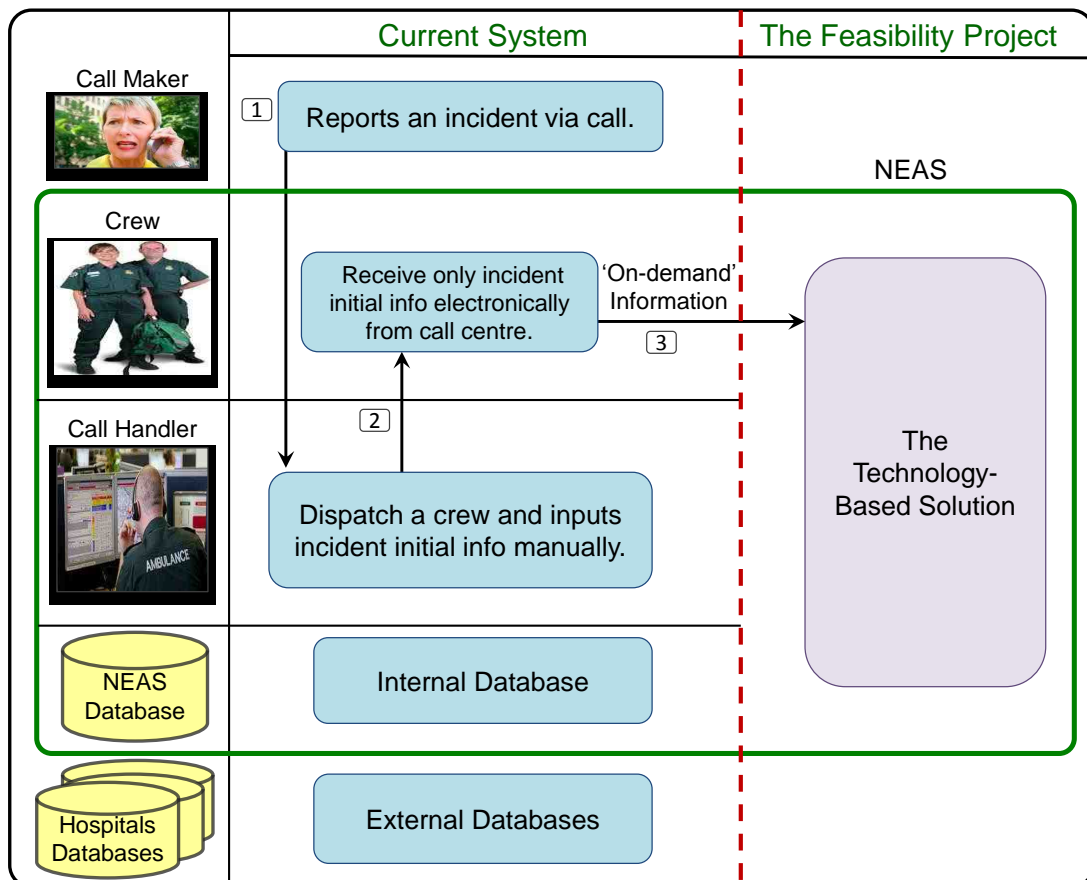 Current System
The Feasibility Project
Call Maker
1
Reports an incident via call.
NEAS
Crew
Receive only incident
initial info electronically
from call centre.
‘On-demand’
Information
3
2
Call Handler
AMBULANCE
Dispatch a crew and inputs
incident initial info manually.
The
Technology-
Based Solution
NEAS
Database
Internal Database
Hospitals
Databases
External Databases